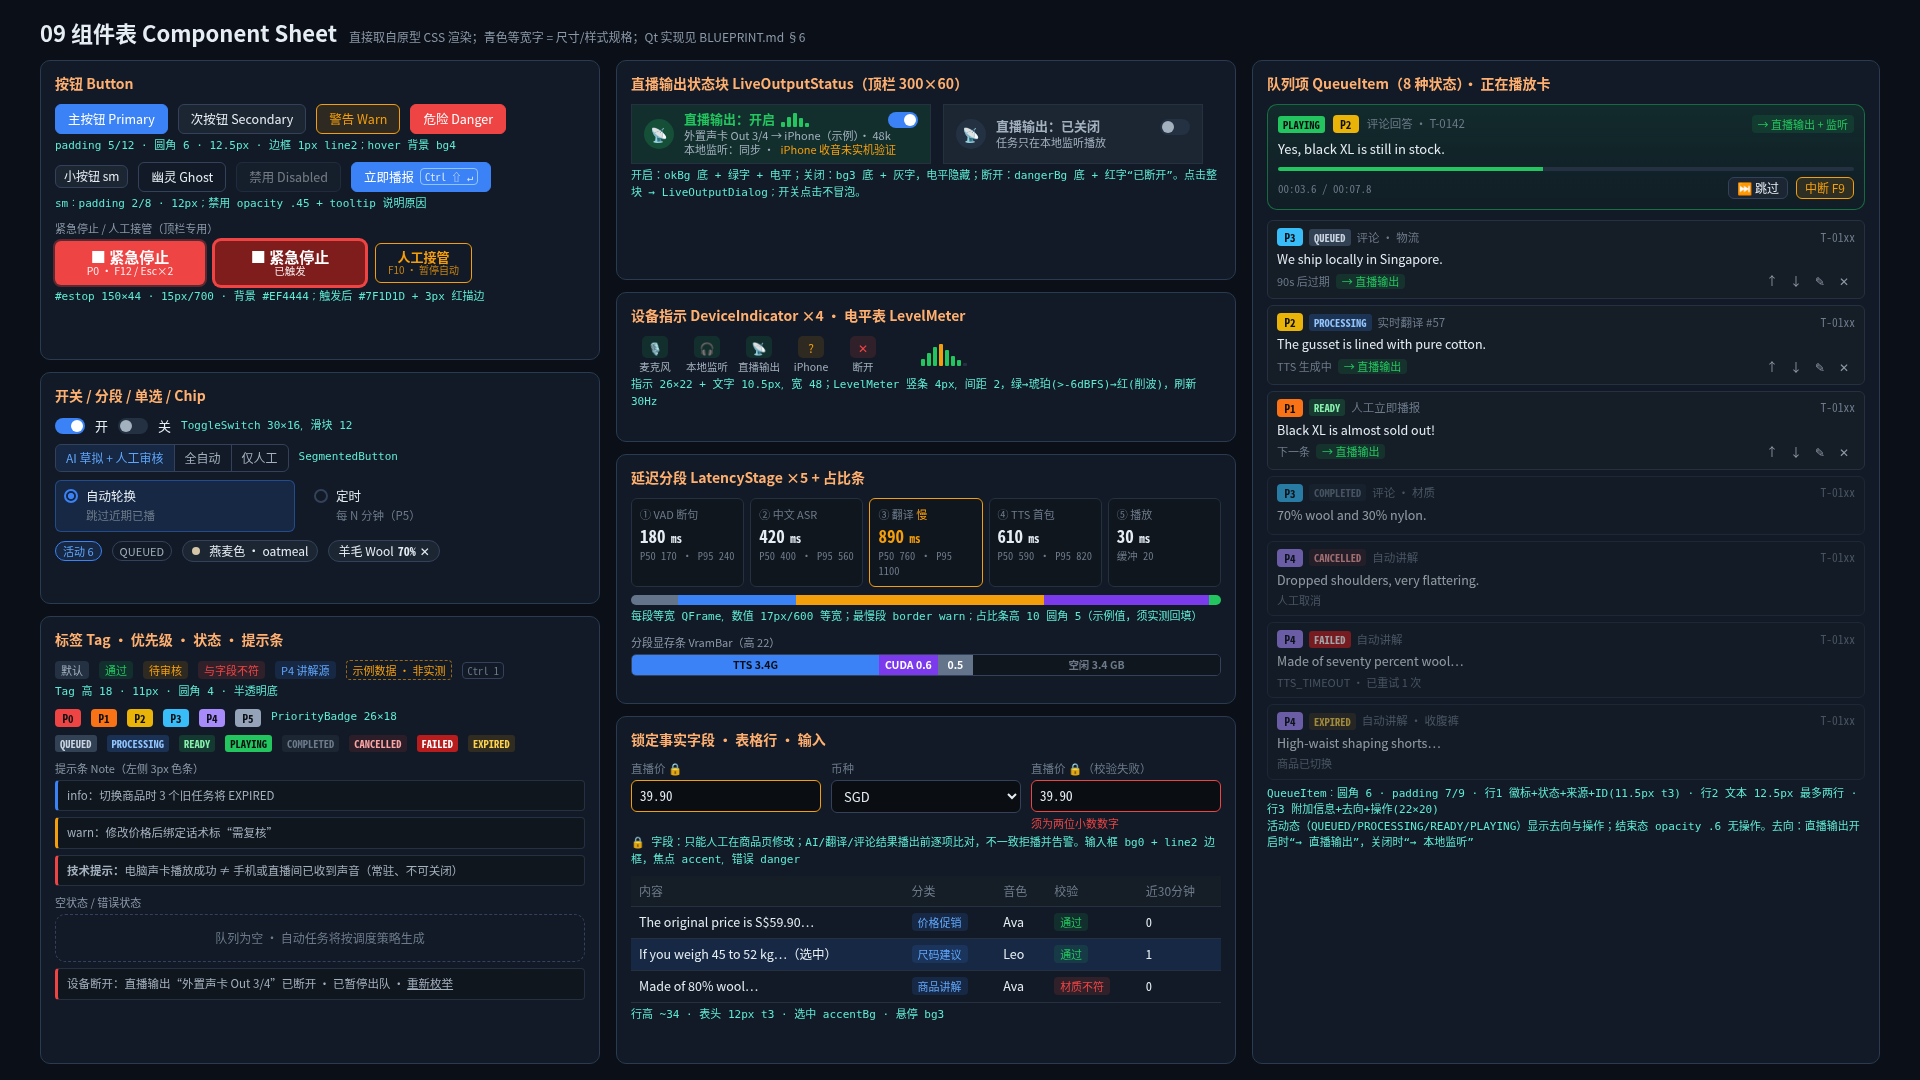 09 组件表 Component Sheet 直接取自原型 CSS 渲染；青色等宽字 = 尺寸/样式规格；Qt 实现见 BLUEPRINT.md § 6
按钮 Button
主按钮 Primary 次按钮 Secondary 警告 Warn 危险 Danger
padding 5/12 · 圆角 6 · 12.5px · 边框 1px line2；hover 背景 bg4
小按钮 sm 幽灵 Ghost 禁用 Disabled 立即播报 Ctrl ⇧ ↵
sm：padding 2/8 · 12px；禁用 opacity .45 + tooltip 说明原因
紧急停止 / 人工接管（顶栏专用）
■ 紧急停止 ■ 紧急停止 人工接管
P0 · F12 / Esc×2 已触发 F10 · 暂停自动
#estop 150×44 · 15px/700 · 背景 #EF4444；触发后 #7F1D1D + 3px 红描边
开关 / 分段 / 单选 / Chip
开 关 ToggleSwitch 30×16，滑块 12
AI 草拟 + 人工审核 全自动 仅人工 SegmentedButton
自动轮换 定时
跳过近期已播 每 N 分钟（P5）
活动 6 QUEUED 燕麦色 · oatmeal 羊毛 Wool 70% ✕
标签 Tag · 优先级 · 状态 · 提示条
默认 通过 待审核 与字段不符 P4 讲解源 示例数据 · 非实测 Ctrl 1
Tag 高 18 · 11px · 圆角 4 · 半透明底
P0 P1 P2 P3 P4 P5 PriorityBadge 26×18
QUEUED PROCESSING READY PLAYING COMPLETED CANCELLED FAILED EXPIRED
提示条 Note（左侧 3px 色条）
info：切换商品时 3 个旧任务将 EXPIRED
warn：修改价格后绑定话术标“需复核”
技术提示：电脑声卡播放成功 ≠ 手机或直播间已收到声音（常驻、不可关闭）
空状态 / 错误状态
队列为空 · 自动任务将按调度策略生成
设备断开：直播输出“外置声卡 Out 3/4”已断开 · 已暂停出队 · 重新枚举
直播输出状态块 LiveOutputStatus（顶栏 300×60）
直播输出：开启
外置声卡 Out 3/4 → iPhone（示例）· 48k
本地监听：同步 · iPhone 收音未实机验证
直播输出：已关闭
任务只在本地监听播放
开启：okBg 底 + 绿字 + 电平；关闭：bg3 底 + 灰字，电平隐藏；断开：dangerBg 底 + 红字“已断开”。点击整
块 → LiveOutputDialog；开关点击不冒泡。
设备指示 DeviceIndicator ×4 · 电平表 LevelMeter
? ✕
麦克风 本地监听 直播输出 iPhone 断开
指示 26×22 + 文字 10.5px，宽 48；LevelMeter 竖条 4px，间距 2，绿→琥珀(>-6dBFS)→红(削波)，刷新
30Hz
延迟分段 LatencyStage ×5 + 占比条
① VAD 断句 ② 中文 ASR ③ 翻译 慢 ④ TTS 首包 ⑤ 播放
180 ms 420 ms 890 ms 610 ms 30 ms
P50 170 · P95 240 P50 400 · P95 560 P50 760 · P95 P50 590 · P95 820 缓冲 20
1100
每段等宽 QFrame，数值 17px/600 等宽；最慢段 border warn；占比条高 10 圆角 5（示例值，须实测回填）
分段显存条 VramBar（高 22）
TTS 3.4G CUDA 0.6 0.5 空闲 3.4 GB
锁定事实字段 · 表格行 · 输入
直播价 🔒 币种 直播价 🔒（校验失败）
39.90 SGD 39.90
须为两位小数数字
🔒 字段：只能人工在商品页修改；AI/翻译/评论结果播出前逐项比对，不一致拒播并告警。输入框 bg0 + line2 边
框，焦点 accent，错误 danger
内容 分类 音色 校验 近30分钟
The original price is S$59.90… 价格促销 Ava 通过 0
If you weigh 45 to 52 kg…（选中） 尺码建议 Leo 通过 1
Made of 80% wool… 商品讲解 Ava 材质不符 0
行高 ~34 · 表头 12px t3 · 选中 accentBg · 悬停 bg3
队列项 QueueItem（8 种状态）· 正在播放卡
PLAYING P2 评论回答 · T-0142 → 直播输出 + 监听
Yes, black XL is still in stock.
00:03.6 / 00:07.8 ⏩ 跳过 中断 F9
P3 QUEUED 评论 · 物流 T-01xx
We ship locally in Singapore.
90s 后过期 → 直播输出 ↑ ↓ ✎ ✕
P2 PROCESSING 实时翻译 #57 T-01xx
The gusset is lined with pure cotton.
TTS 生成中 → 直播输出 ↑ ↓ ✎ ✕
P1 READY 人工立即播报 T-01xx
Black XL is almost sold out!
下一条 → 直播输出 ↑ ↓ ✎ ✕
P3 COMPLETED 评论 · 材质 T-01xx
70% wool and 30% nylon.
P4 CANCELLED 自动讲解 T-01xx
Dropped shoulders, very flattering.
人工取消
P4 FAILED 自动讲解 T-01xx
Made of seventy percent wool…
TTS_TIMEOUT · 已重试 1 次
P4 EXPIRED 自动讲解 · 收腹裤 T-01xx
High-waist shaping shorts…
商品已切换
QueueItem：圆角 6 · padding 7/9 · 行1 徽标+状态+来源+ID(11.5px t3) · 行2 文本 12.5px 最多两行 ·
行3 附加信息+去向+操作(22×20)
活动态（QUEUED/PROCESSING/READY/PLAYING）显示去向与操作；结束态 opacity .6 无操作。去向：直播输出开
启时“→ 直播输出”，关闭时“→ 本地监听”